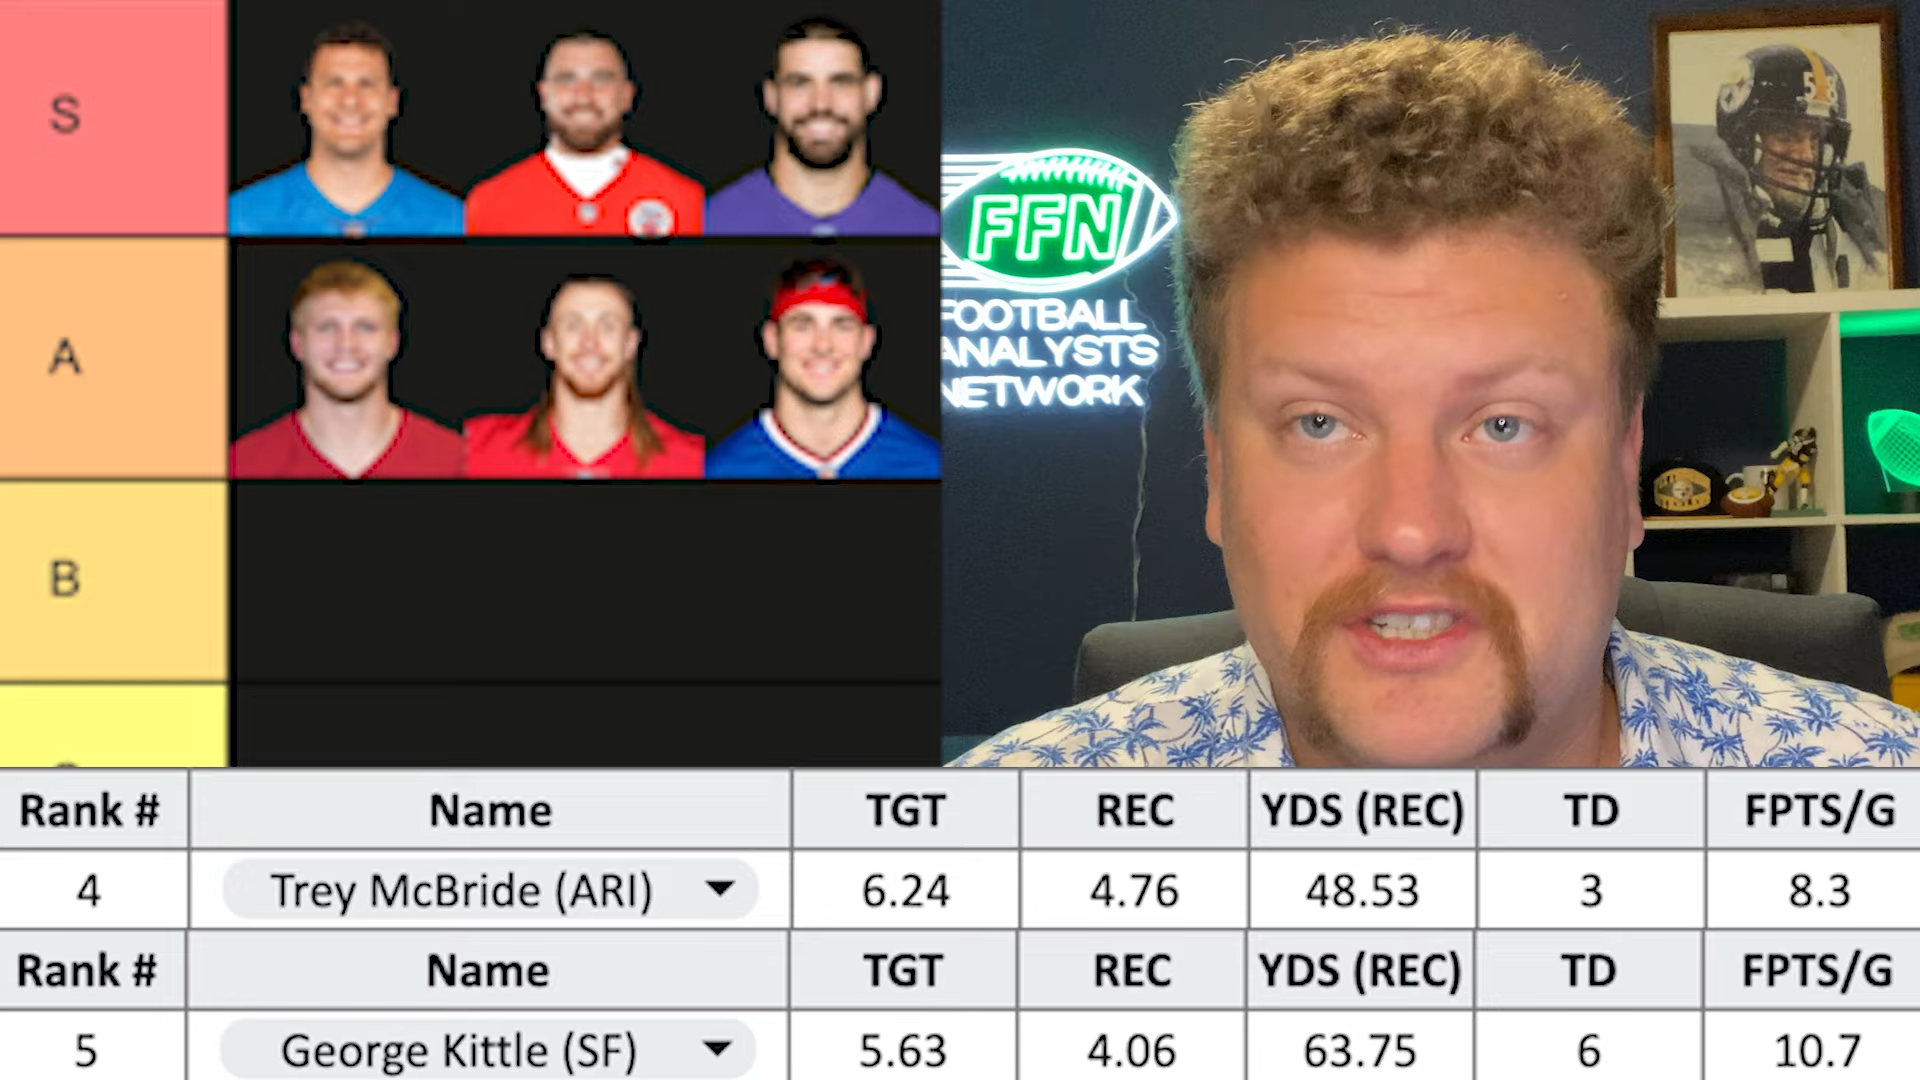 S
A
B
FFN
FOOTBALL
ANALYSTS
NETWORK
58
Rank # Name TGT REC YDS (REC) TD FPTS/G
4 Trey McBride (ARI) 6.24 4.76 48.53 3 8.3
Rank # Name TGT REC YDS (REC) TD FPTS/G
5 George Kittle (SF) 5.63 4.06 63.75 6 10.7